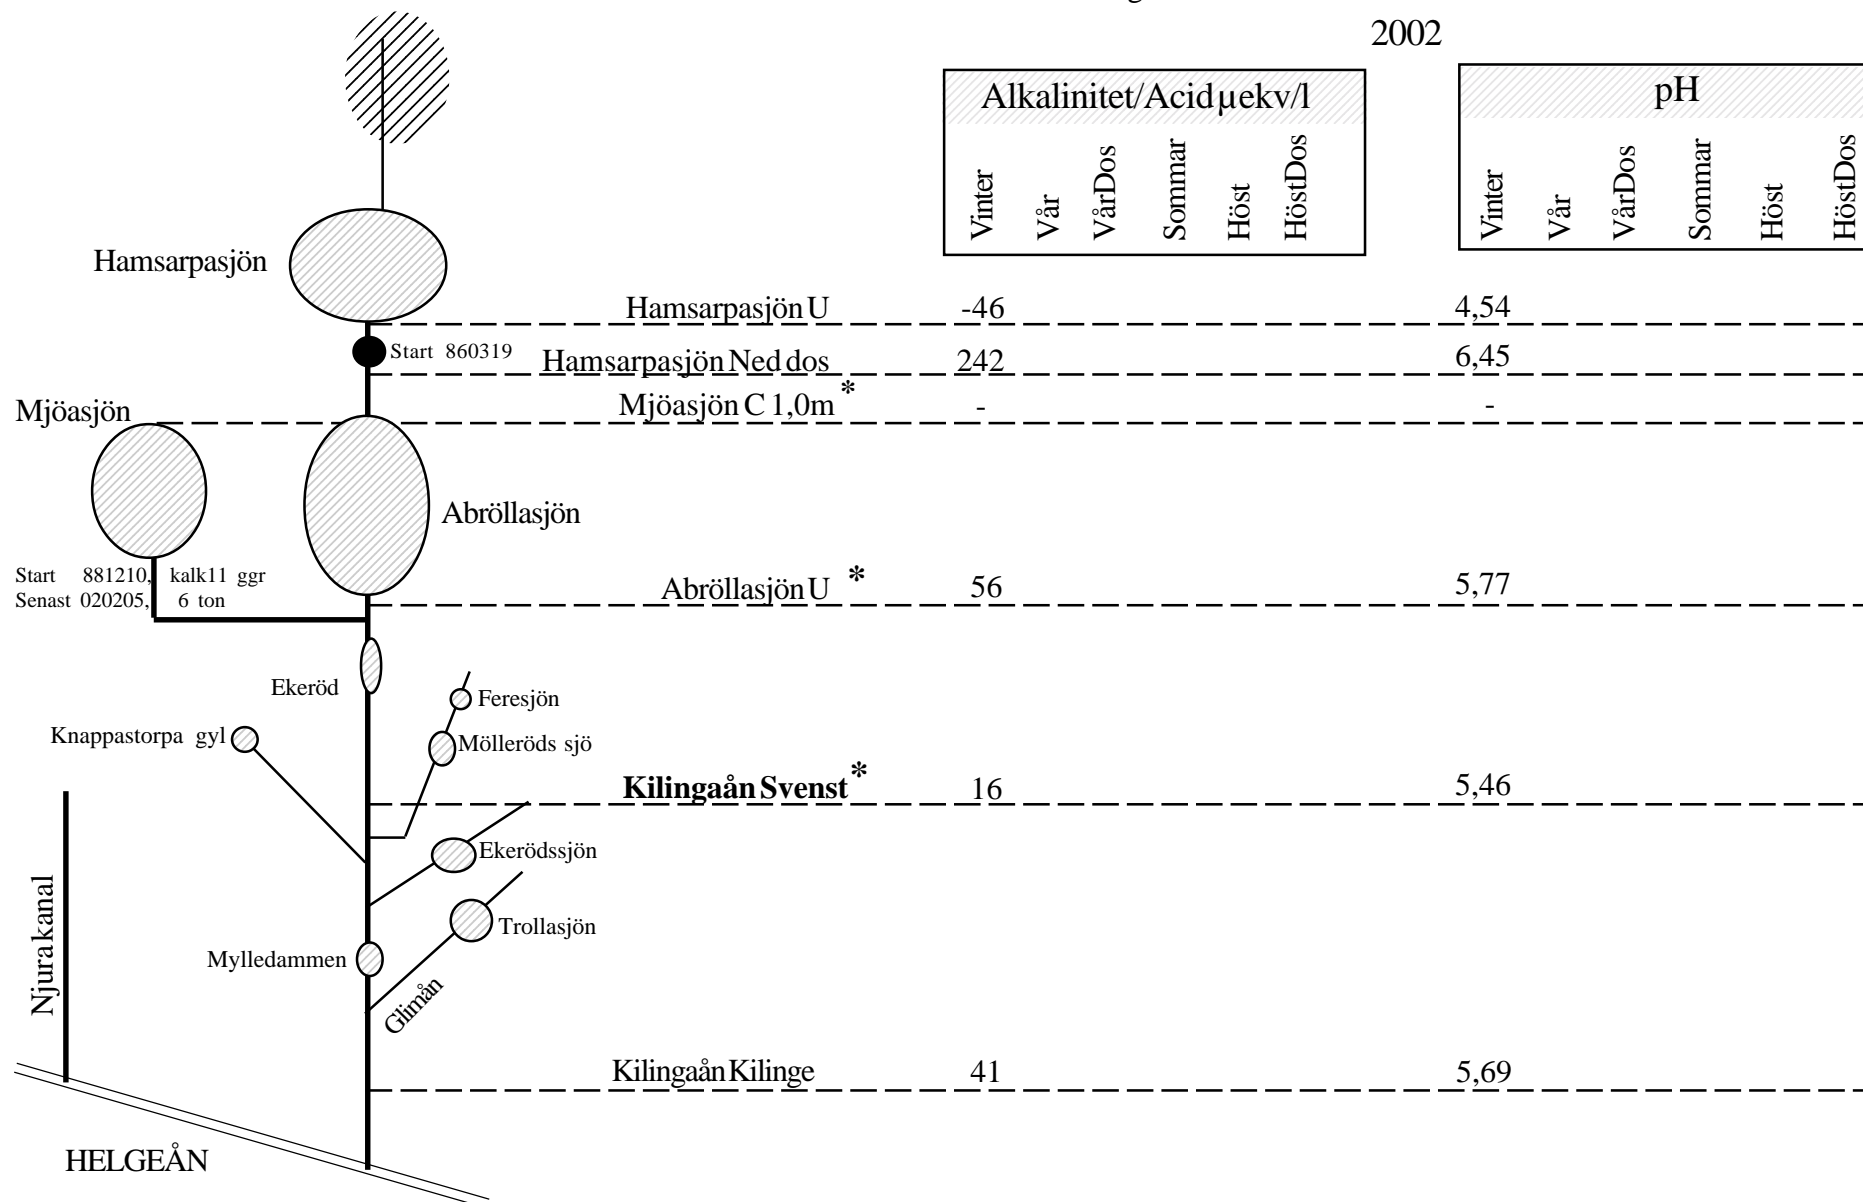 2002
Alkalinitet/Acid µekv/l
pH
Vinter
Vår
VårDos
Sommar
Höst
HöstDos
Vinter
Vår
VårDos
Sommar
Höst
HöstDos
Hamsarpasjön
Hamsarpasjön U -46 4,54
Start 860319
Hamsarpasjön Ned dos 242 6,45
Mjöasjön
Mjöasjön C 1,0m * - -
Abröllasjön
Start 881210, kalk11 ggr
Senast 020205, 6 ton
Abröllasjön U * 56 5,77
Ekeröd
Feresjön
Knappastorpa gyl
Mölleröds sjö
Kilingaån Svenst * 16 5,46
Ekerödssjön
Njurakanal
Trollasjön
Mylledammen
Glimån
Kilingaån Kilinge 41 5,69
HELGEÅN